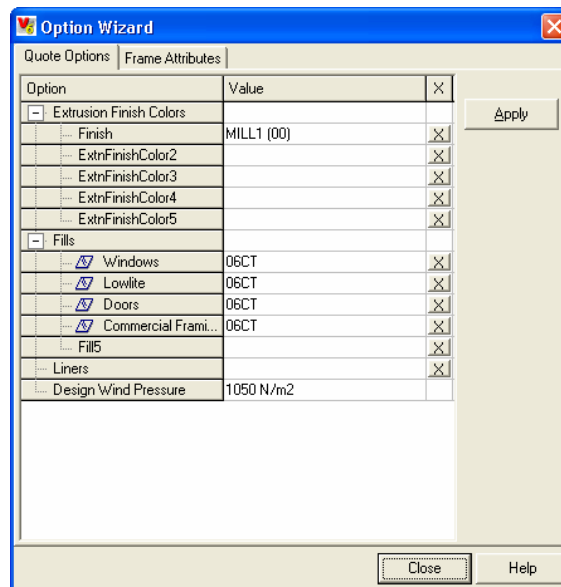 Option Wizard
Quote Options Frame Attributes
Option Value X
Extrusion Finish Colors
Apply
Finish MILL1 (00) X
ExtnFinishColor2 X
ExtnFinishColor3 X
ExtnFinishColor4 X
ExtnFinishColor5 X
Fills
Windows 06CT X
Lowlite 06CT X
Doors 06CT X
Commercial Frami... 06CT X
Fill5 X
Liners X
Design Wind Pressure 1050 N/m2
Close Help